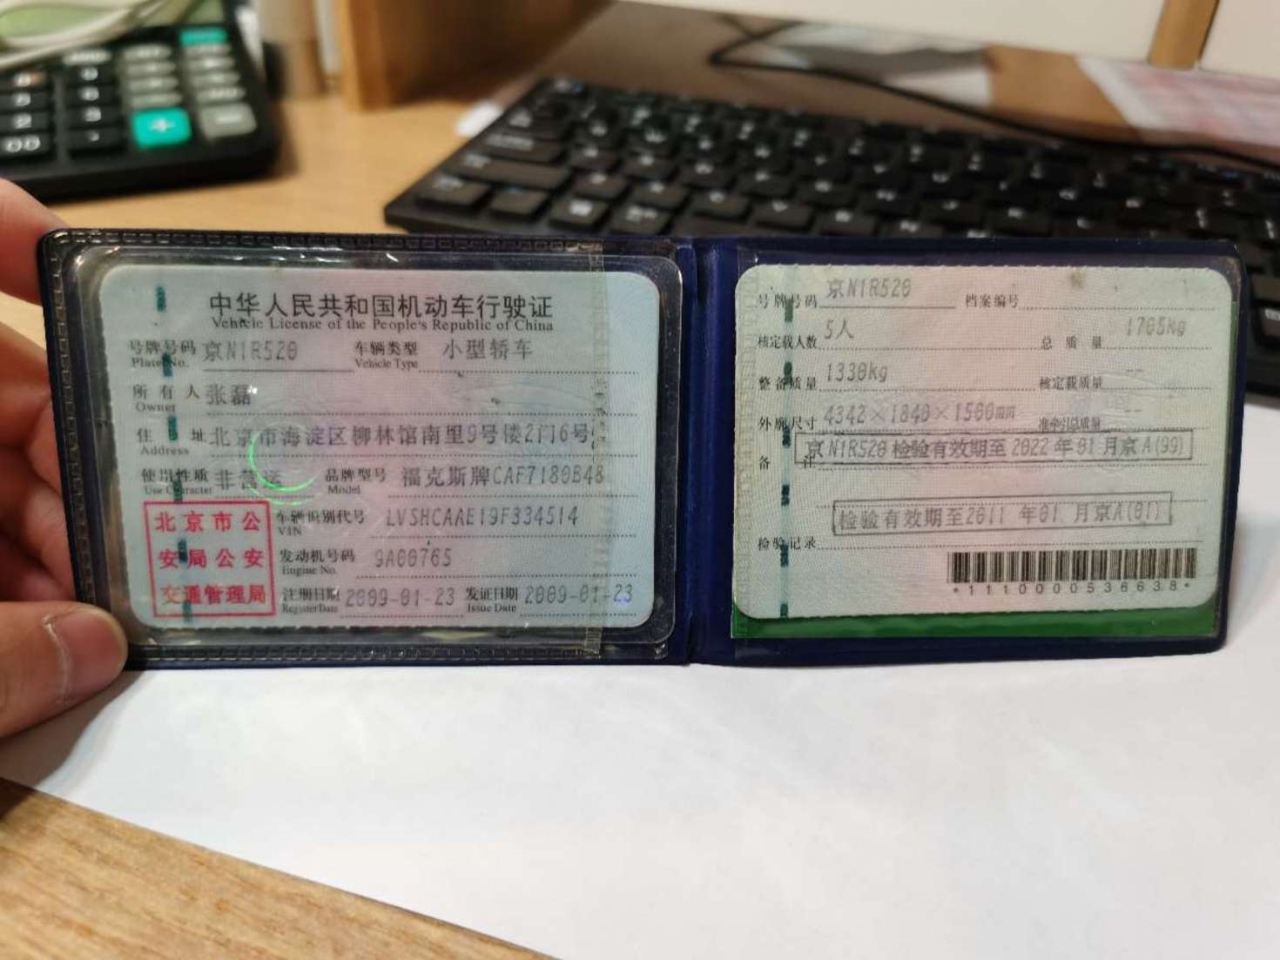 中华人民共和国机动车行驶证
Vehicle License of the People's Republic of China
号牌号码 京N1R520 车辆类型 小型轿车
Plate No. Vehicle Type
所有人 张磊
Owner
住址 北京市海淀区柳林馆南里9号楼2门6号
Address
使用性质 非营运 品牌型号 福克斯牌CAF7180B48
Use Character Model
北京市公
安局公安
交通管理局
车辆识别代号 LVSHCAAE19F334514
VIN
发动机号码 9A00765
Engine No.
注册日期 2009-01-23 发证日期 2009-01-23
Register Date Issue Date
号牌号码 京N1R520 档案编号
核定载人数 5人 总质量 1705kg
整备质量 1330kg 核定载质量 --
外廓尺寸 4342×1840×1500mm 准牵引总质量 --
备注 京N1R520 检验有效期至2022年01月京A(99)
检验有效期至2011年01月京A(01)
检验记录
*1110000536638*
00
+